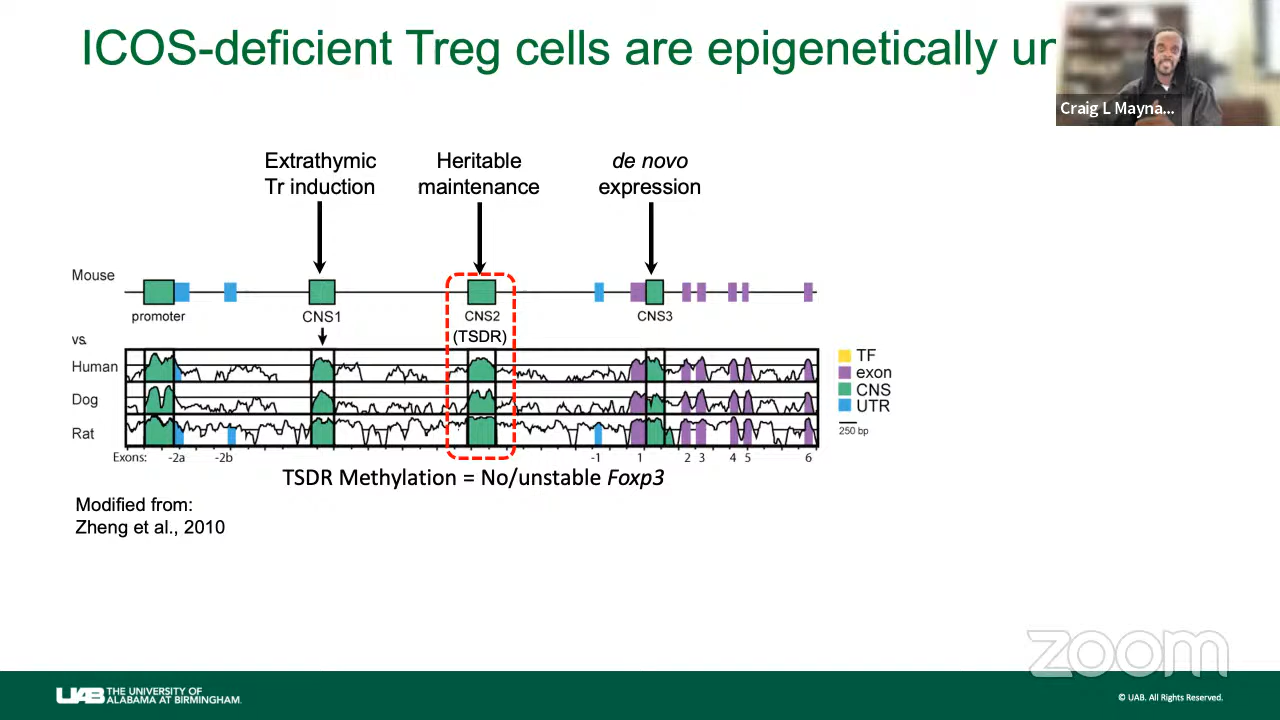 ICOS-deficient Treg cells are epigenetically un
Craig L Mayna...
Extrathymic
Tr induction
Heritable
maintenance
de novo
expression
Mouse
promoter
CNS1
CNS2
(TSDR)
CNS3
vs.
Human
Dog
Rat
TF
exon
CNS
UTR
250 bp
Exons: -2a -2b -1 1 2 3 4 5 6
TSDR Methylation = No/unstable Foxp3
Modified from:
Zheng et al., 2010
zoom
UAB THE UNIVERSITY OF
ALABAMA AT BIRMINGHAM.
© UAB. All Rights Reserved.